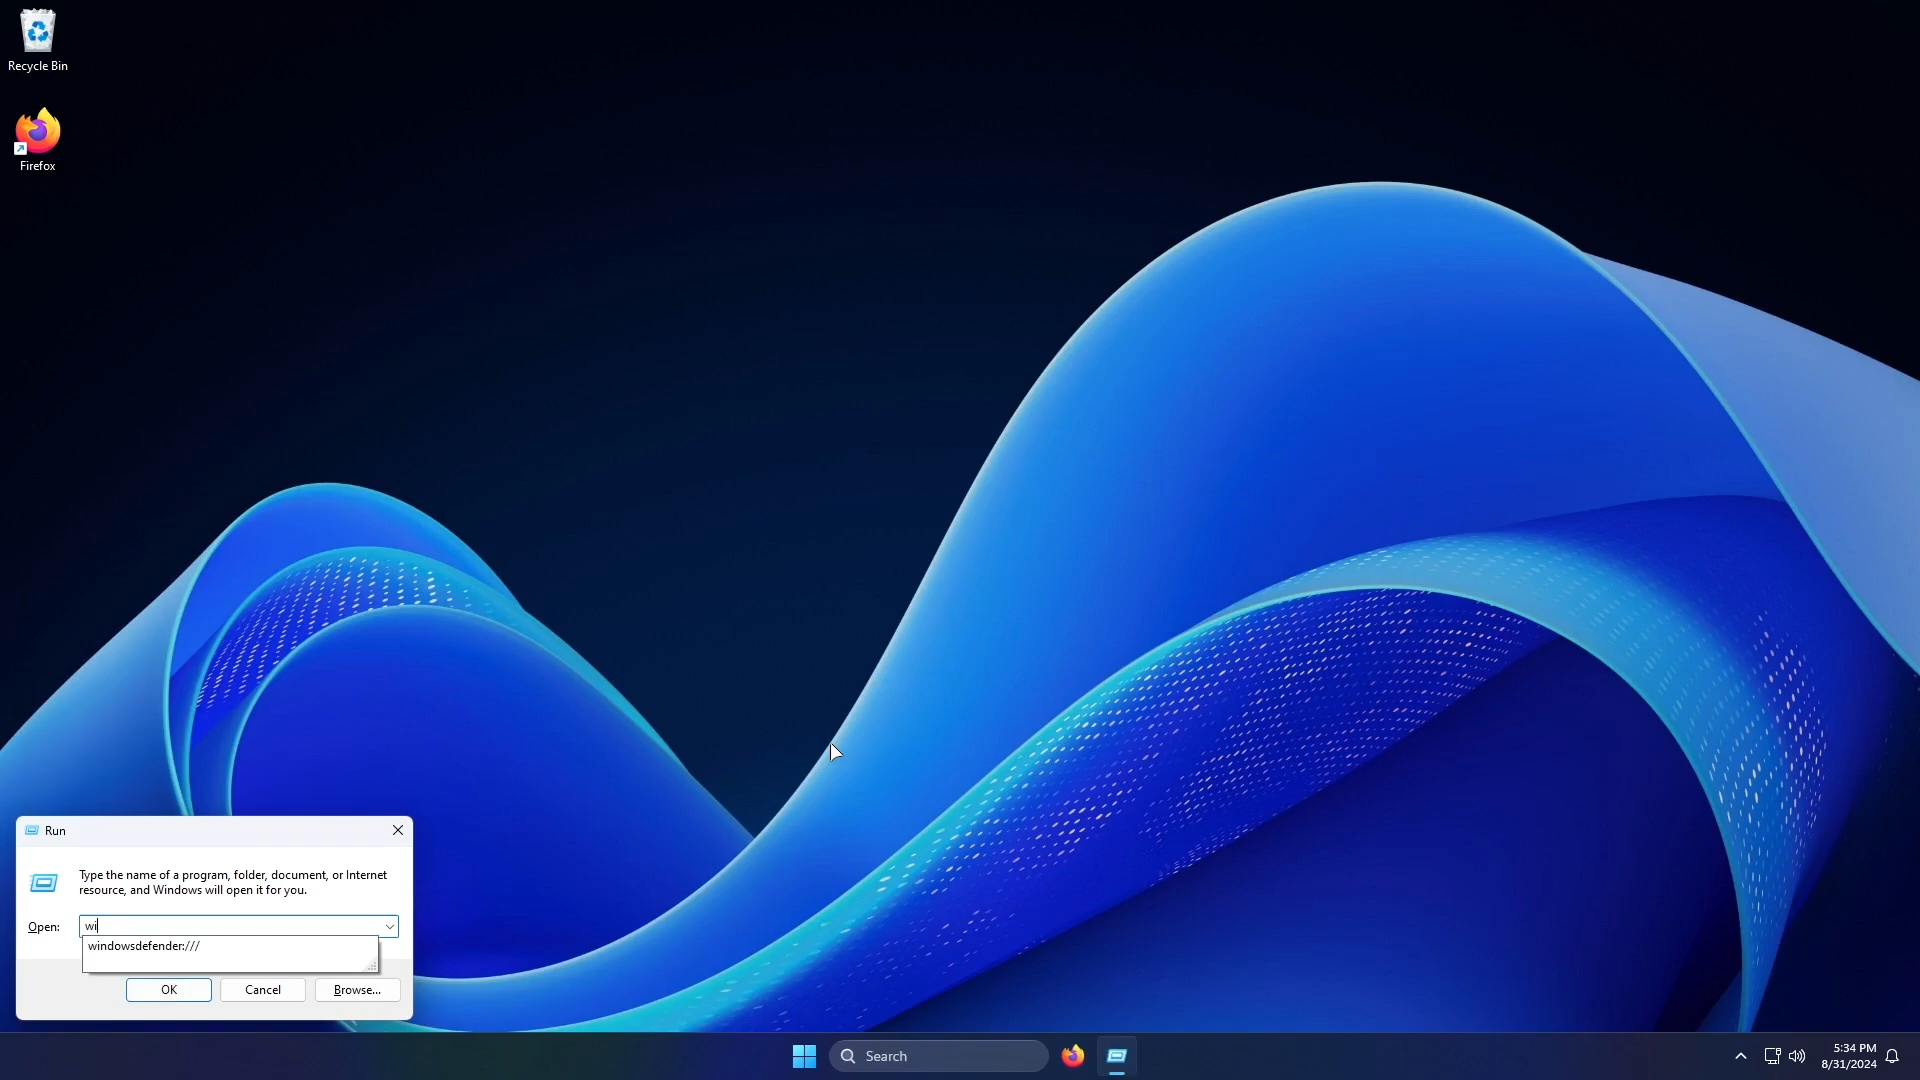 Recycle Bin
Firefox
Run
Type the name of a program, folder, document, or Internet
resource, and Windows will open it for you.
Open: wi
windowsdefender:///
OK Cancel Browse...
Search
5:34 PM
8/31/2024